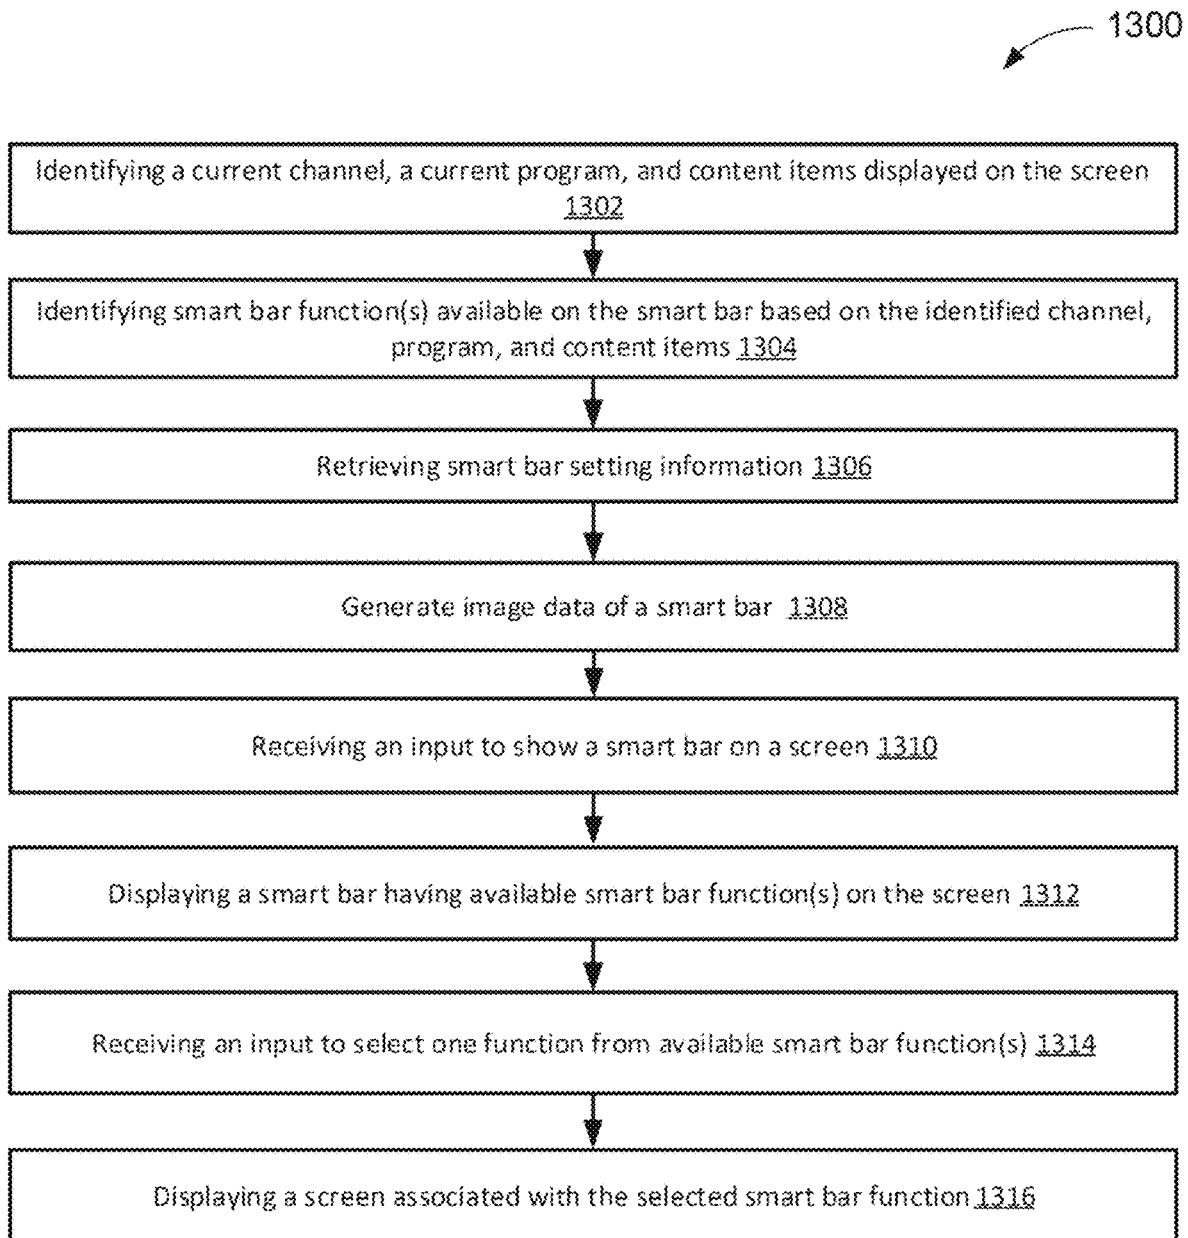 1300
Identifying a current channel, a current program, and content items displayed on the screen
1302
Identifying smart bar function(s) available on the smart bar based on the identified channel,
program, and content items 1304
Retrieving smart bar setting information 1306
Generate image data of a smart bar 1308
Receiving an input to show a smart bar on a screen 1310
Displaying a smart bar having available smart bar function(s) on the screen 1312
Receiving an input to select one function from available smart bar function(s) 1314
Displaying a screen associated with the selected smart bar function 1316